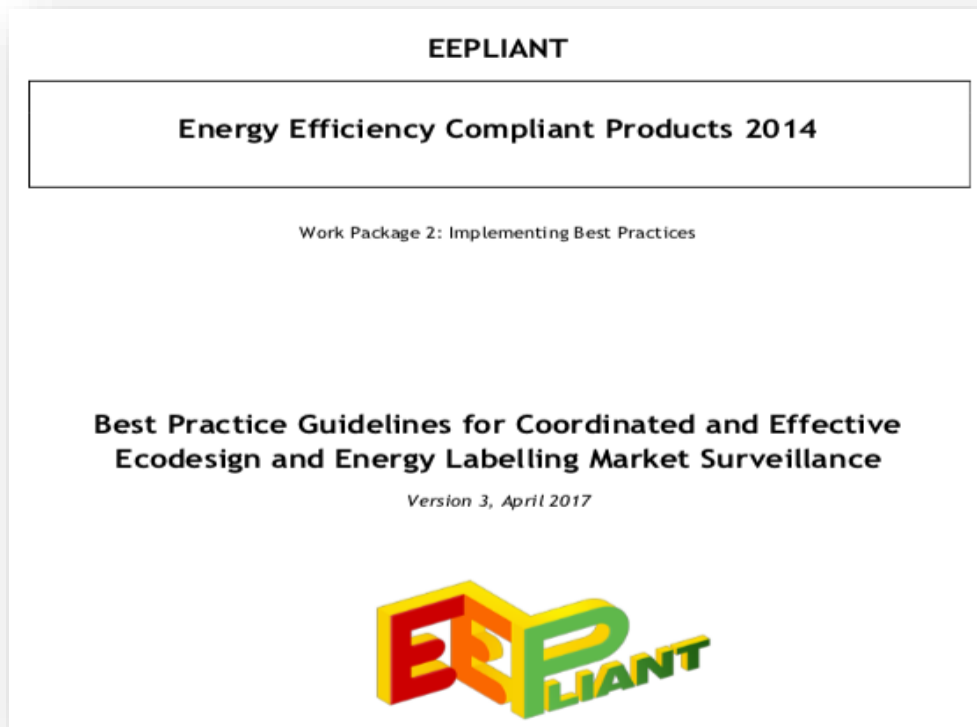 EEPLIANT
Energy Efficiency Compliant Products 2014
Work Package 2: Implementing Best Practices
Best Practice Guidelines for Coordinated and Effective
Ecodesign and Energy Labelling Market Surveillance
Version 3, April 2017
EEPLIANT